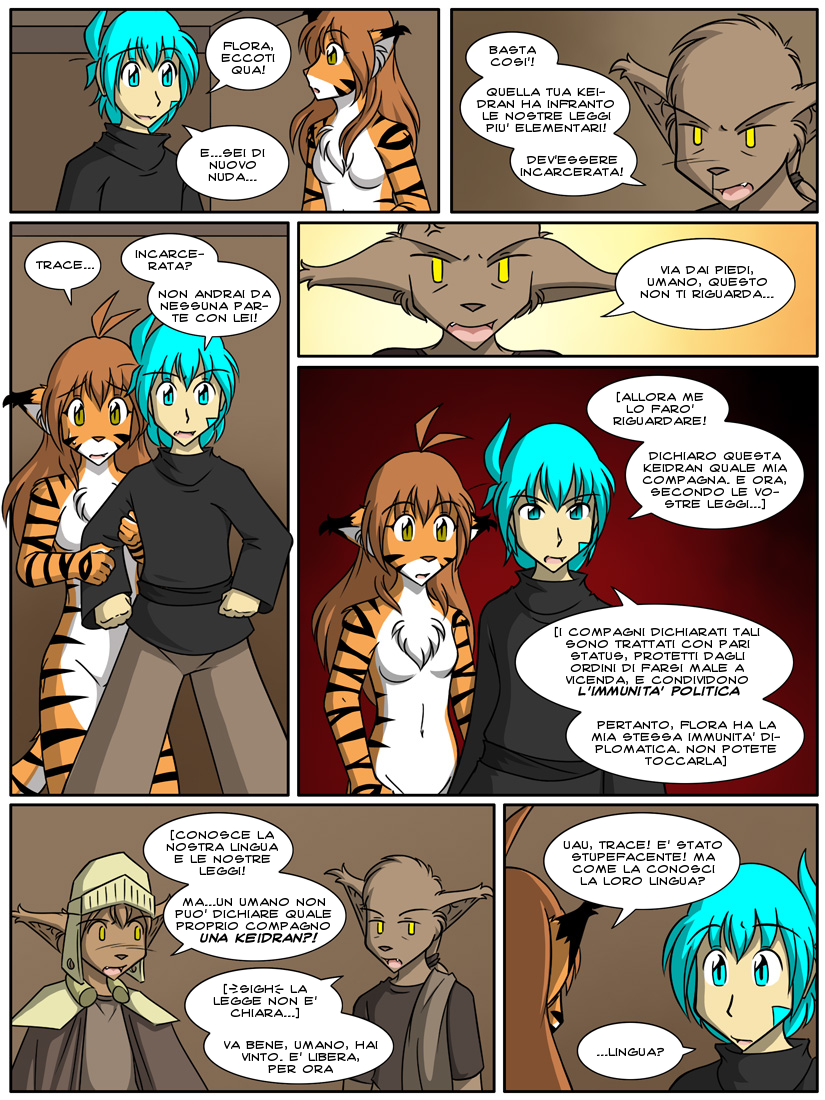 FLORA,
ECCOTI
QUA!
E...SEI DI
NUOVO
NUDA...
BASTA
COSI'!
QUELLA TUA KEI-
DRAN HA INFRANTO
LE NOSTRE LEGGI
PIU' ELEMENTARI!
DEV'ESSERE
INCARCERATA!
TRACE...
INCARCE-
RATA?
NON ANDRAI DA
NESSUNA PAR-
TE CON LEI!
VIA DAI PIEDI,
UMANO, QUESTO
NON TI RIGUARDA...
[ALLORA ME
LO FARO'
RIGUARDARE!
DICHIARO QUESTA
KEIDRAN QUALE MIA
COMPAGNA. E ORA,
SECONDO LE VO-
STRE LEGGI...]
[I COMPAGNI DICHIARATI TALI
SONO TRATTATI CON PARI
STATUS, PROTETTI DAGLI
ORDINI DI FARSI MALE A
VICENDA, E CONDIVIDONO
L'IMMUNITA' POLITICA
PERTANTO, FLORA HA LA
MIA STESSA IMMUNITA' DI-
PLOMATICA. NON POTETE
TOCCARLA]
[CONOSCE LA
NOSTRA LINGUA
E LE NOSTRE
LEGGI!
MA...UN UMANO NON
PUO' DICHIARE QUALE
PROPRIO COMPAGNO
UNA KEIDRAN?!
[>SIGH< LA
LEGGE NON E'
CHIARA...]
VA BENE, UMANO, HAI
VINTO. E' LIBERA,
PER ORA
UAU, TRACE! E' STATO
STUPEFACENTE! MA
COME LA CONOSCI
LA LORO LINGUA?
...LINGUA?